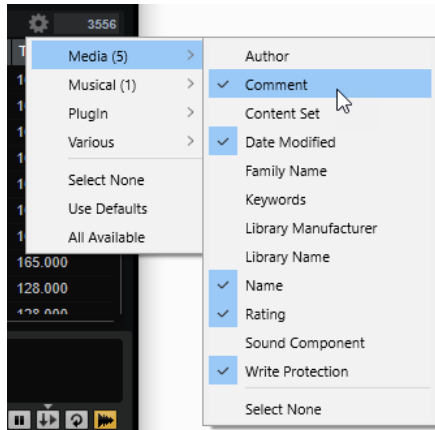 3556
Media (5)
Musical (1)
PlugIn
Various
Select None
Use Defaults
All Available
165.000
128.000
128.000
Author
Comment
Content Set
Date Modified
Family Name
Keywords
Library Manufacturer
Library Name
Name
Rating
Sound Component
Write Protection
Select None